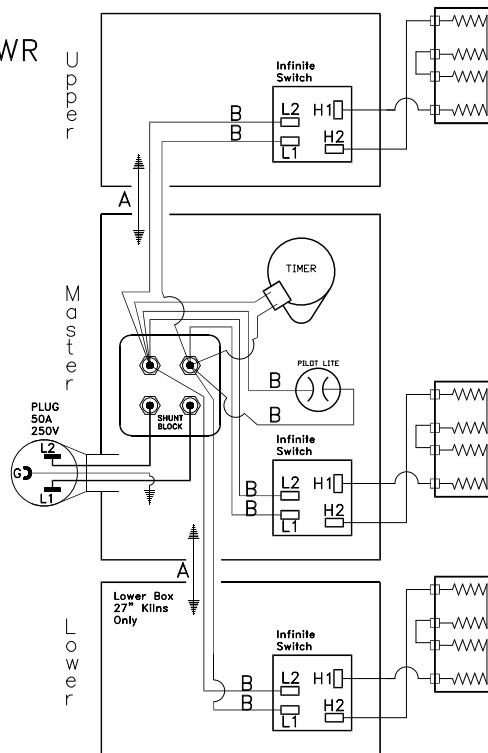 WR
Upper
Infinite
Switch
L2
H1
B
B
L1
H2
A
TIMER
Master
PILOT LITE
B
B
SHUNT
BLOCK
PLUG
50A
250V
L2
G
L1
Infinite
Switch
L2
H1
B
B
L1
H2
A
Lower Box
27" Kilns
Only
Lower
Infinite
Switch
L2
H1
B
B
L1
H2